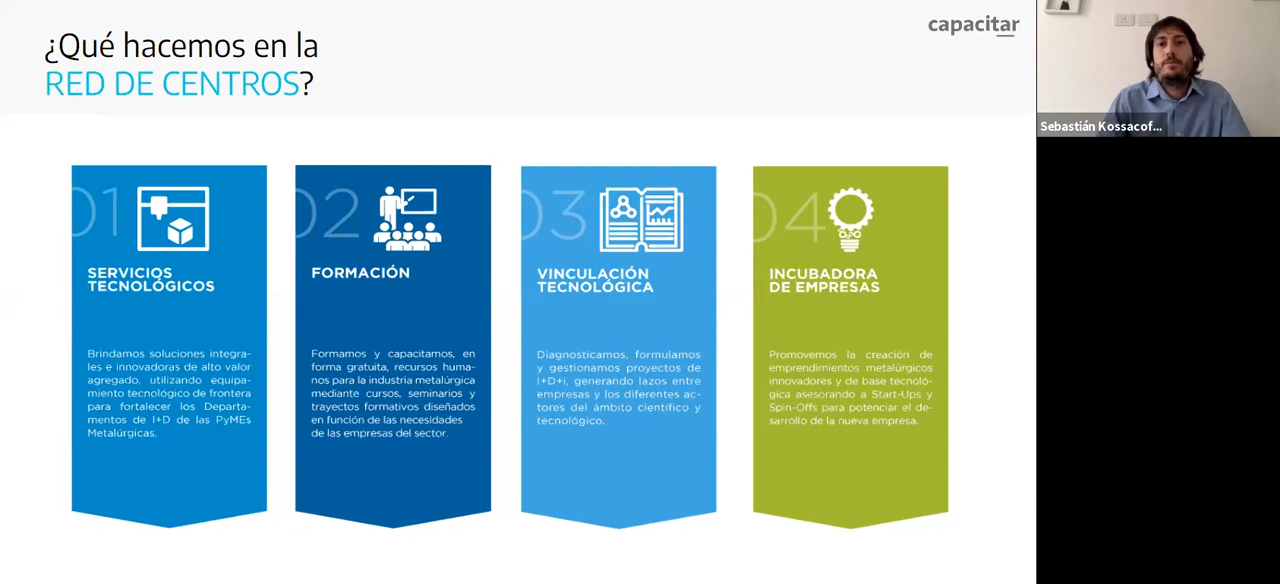 ¿Qué hacemos en la
RED DE CENTROS?
capacitar
Sebastián Kossacof...
01
SERVICIOS
TECNOLÓGICOS
Brindamos soluciones integra-
les e innovadoras de alto valor
agregado, utilizando equipa-
miento tecnológico de frontera
para fortalecer los Departa-
mentos de I+D de las PyMEs
Metalúrgicas.
02
FORMACIÓN
Formamos y capacitamos, en
forma gratuita, recursos huma-
nos para la industria metalúrgica
mediante cursos, seminarios y
trayectos formativos diseñados
en función de las necesidades
de las empresas del sector.
03
VINCULACIÓN
TECNOLÓGICA
Diagnosticamos, formulamos
y gestionamos proyectos de
I+D+i, generando lazos entre
empresas y los diferentes ac-
tores del ámbito científico y
tecnológico.
04
INCUBADORA
DE EMPRESAS
Promovemos la creación de
emprendimientos metalúrgicos
innovadores y de base tecnoló-
gica asesorando a Start-Ups y
Spin-Offs para potenciar el de-
sarrollo de la nueva empresa.